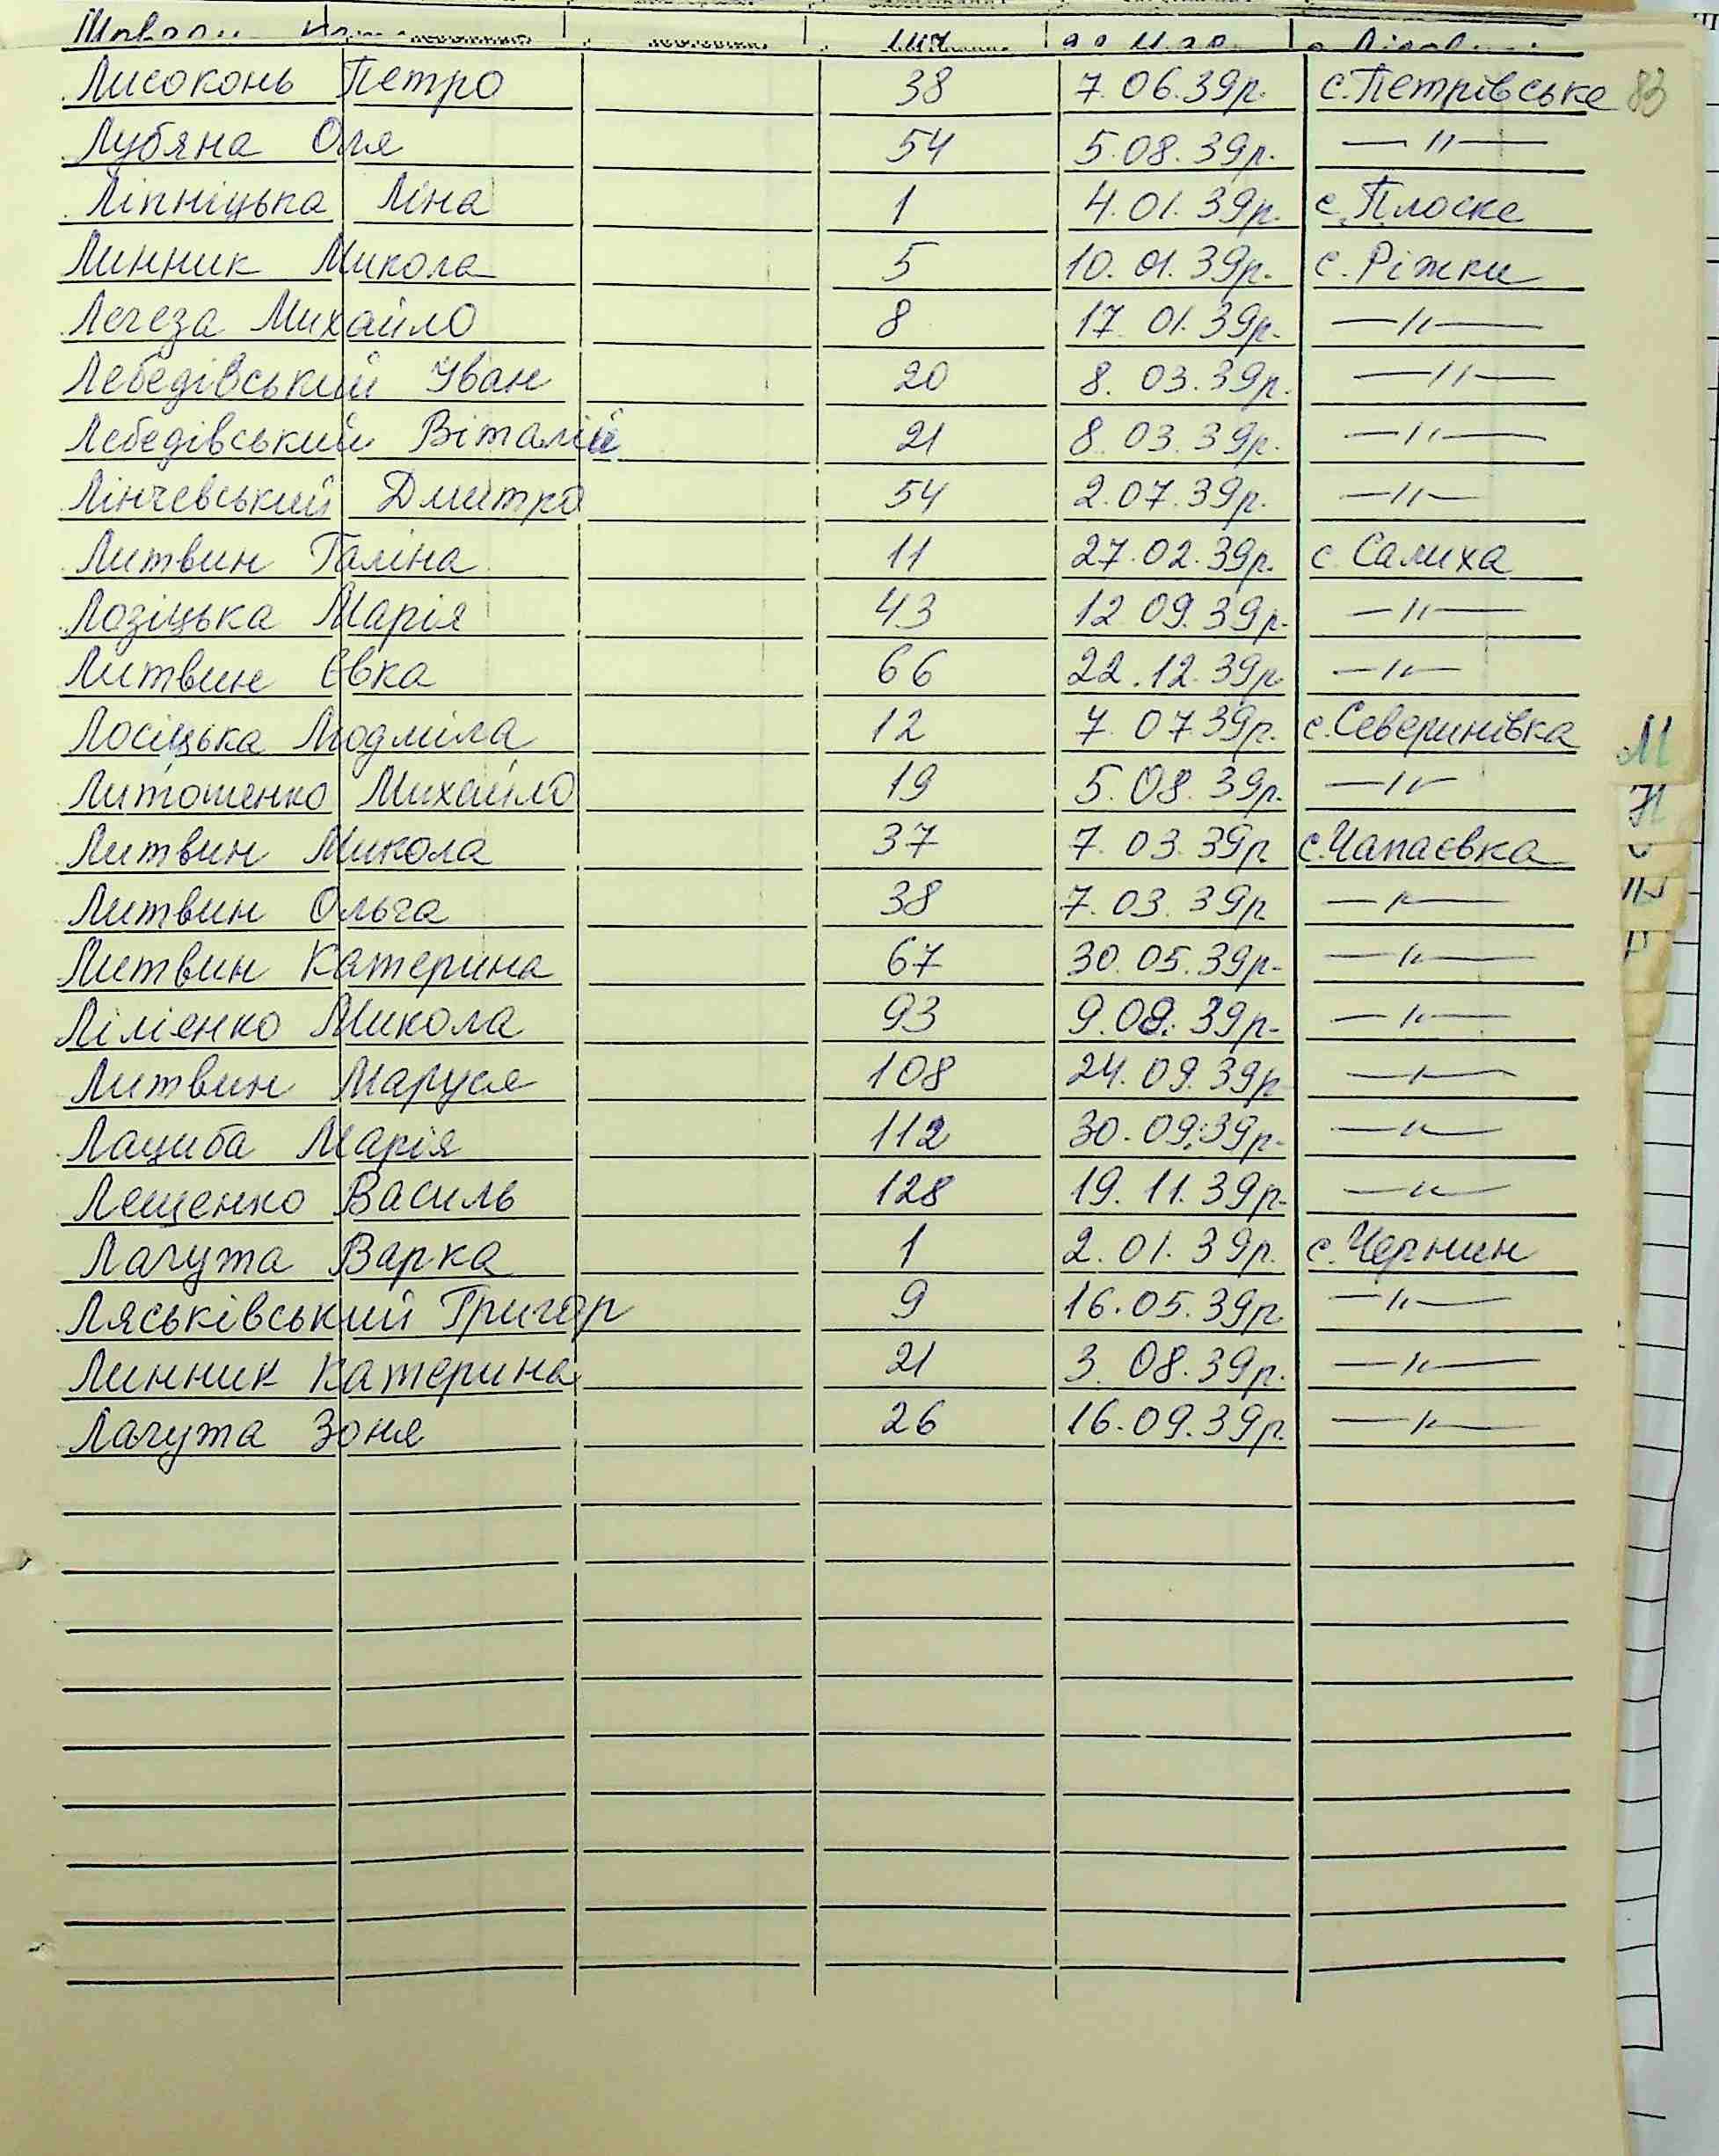 Лисоконь Петро 38 7.06.39р. с.Петрівське 83
Лубяна Оля 54 5.08.39р. —〃—
Ліпніцька Ліна 1 4.01.39р. с.Плоске
Линник Микола 5 10.01.39р. с.Ріжки
Легеза Михайло 8 17.01.39р. —〃—
Лебедівський Іван 20 8.03.39р. —〃—
Лебедівський Віталій 21 8.03.39р. —〃—
Лінчевський Дмитро 54 2.07.39р. —〃—
Литвин Галіна 11 27.02.39р. с Салиха
Лозіцька Марія 43 12.09.39р. —〃—
Литвин Євка 66 22.12.39р. —〃—
Лосіцька Людміла 12 7.07.39р. с.Северинівка
М
Литошенко Михайло 19 5.08.39р. —〃—
Н
Литвин Микола 37 7.03.39р с.Чапаєвка
Литвин Ольга 38 7.03.39р —〃—
Литвин Катерина 67 30.05.39р. —〃—
Р
Ліліенко Микола 93 9.09.39р. —〃—
Литвин Маруся 108 24.09.39р —〃—
Лациба Марія 112 30.09.39р. —〃—
Лещенко Василь 128 19.11.39р. —〃—
Лагута Варка 1 2.01.39р. с.Чернин
Ляськівський Григор 9 16.05.39р. —〃—
Линник Катерина 21 3.08.39р. —〃—
Лагута Зоня 26 16.09.39р. —〃—